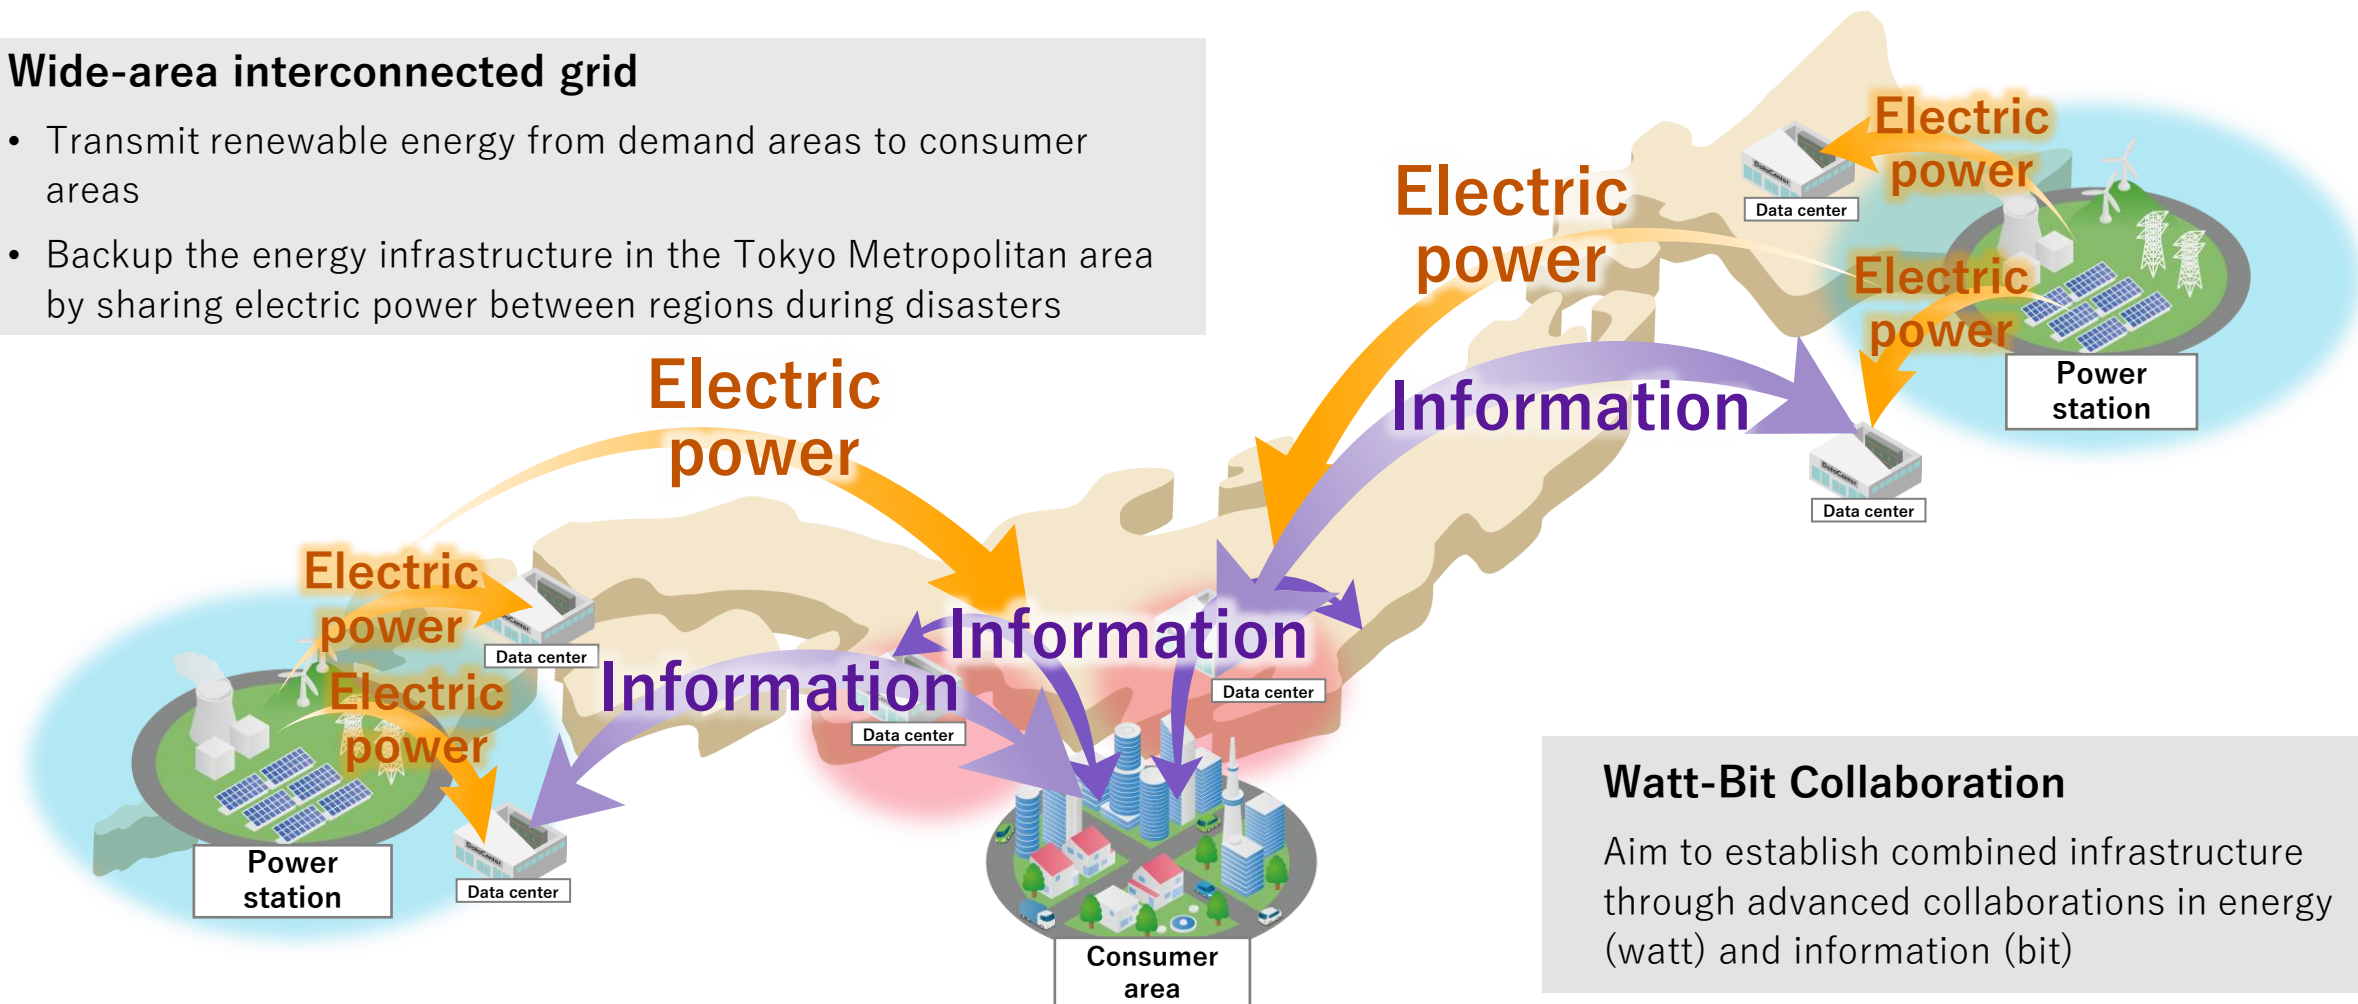 Wide-area interconnected grid
• Transmit renewable energy from demand areas to consumer
areas
• Backup the energy infrastructure in the Tokyo Metropolitan area
by sharing electric power between regions during disasters
Electric
power
DataCenter
Data center
Electric
power
Electric
power
Power
station
Information
DataCenter
Data center
Electric
power
Electric
power
DataCenter
Data center
Electric
power
Power
station
DataCenter
Data center
Information
Information
Data center
Data center
Consumer
area
Watt-Bit Collaboration
Aim to establish combined infrastructure
through advanced collaborations in energy
(watt) and information (bit)